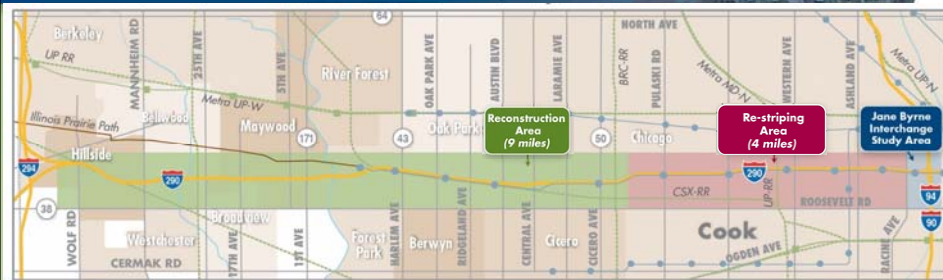 64
Berkeley
UP RR
MANNHEIM RD
25TH AVE
5TH AVE
River Forest
OAK PARK AVE
AUSTIN BLVD
LARAMIE AVE
BRC-RR
NORTH AVE
PULASKI RD
Metra MD-N
WESTERN AVE
ASHLAND AVE
Metra UP-N
Metra UP-W
Illinois Prairie Path
Bellwood
Maywood
171
43
Oak Park
Reconstruction
Area
(9 miles)
50
Chicago
Re-striping
Area
(4 miles)
Jane Byrne
Interchange
Study Area
Hillside
294
290
290
CSX-RR
UP-RR
ROOSEVELT RD
94
38
WOLF RD
Westchester
CERMAK RD
Broadview
17TH AVE
1ST AVE
Forest
Park
HARLEM AVE
Berwyn
RIDGELAND AVE
CENTRAL AVE
Cicero
CICERO AVE
Cook
OGDEN AVE
RACINE AVE
90